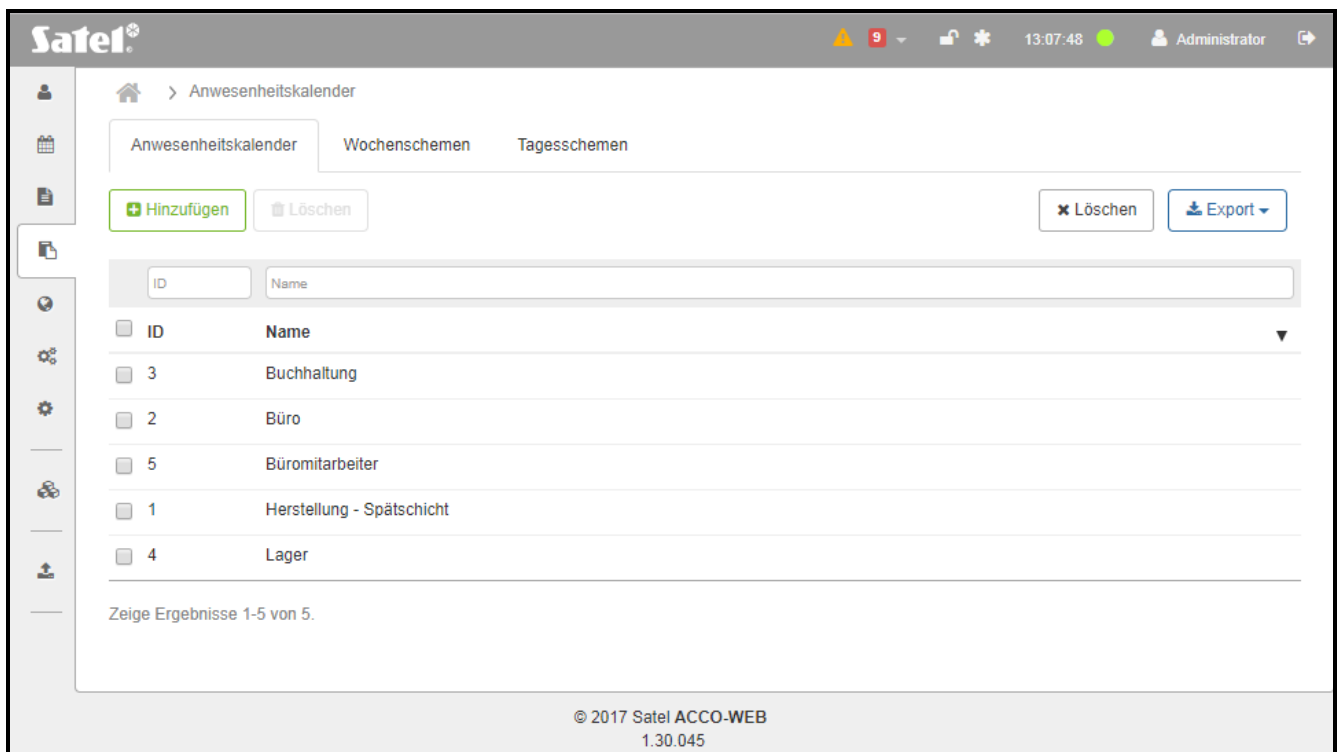 Satel® 9 13:07:48 Administrator
Anwesenheitskalender
Anwesenheitskalender Wochenschemen Tagesschemen
Hinzufügen Löschen Löschen Export
ID Name
ID Name
3 Buchhaltung
2 Büro
5 Büromitarbeiter
1 Herstellung - Spätschicht
4 Lager
Zeige Ergebnisse 1-5 von 5.
© 2017 Satel ACCO-WEB
1.30.045